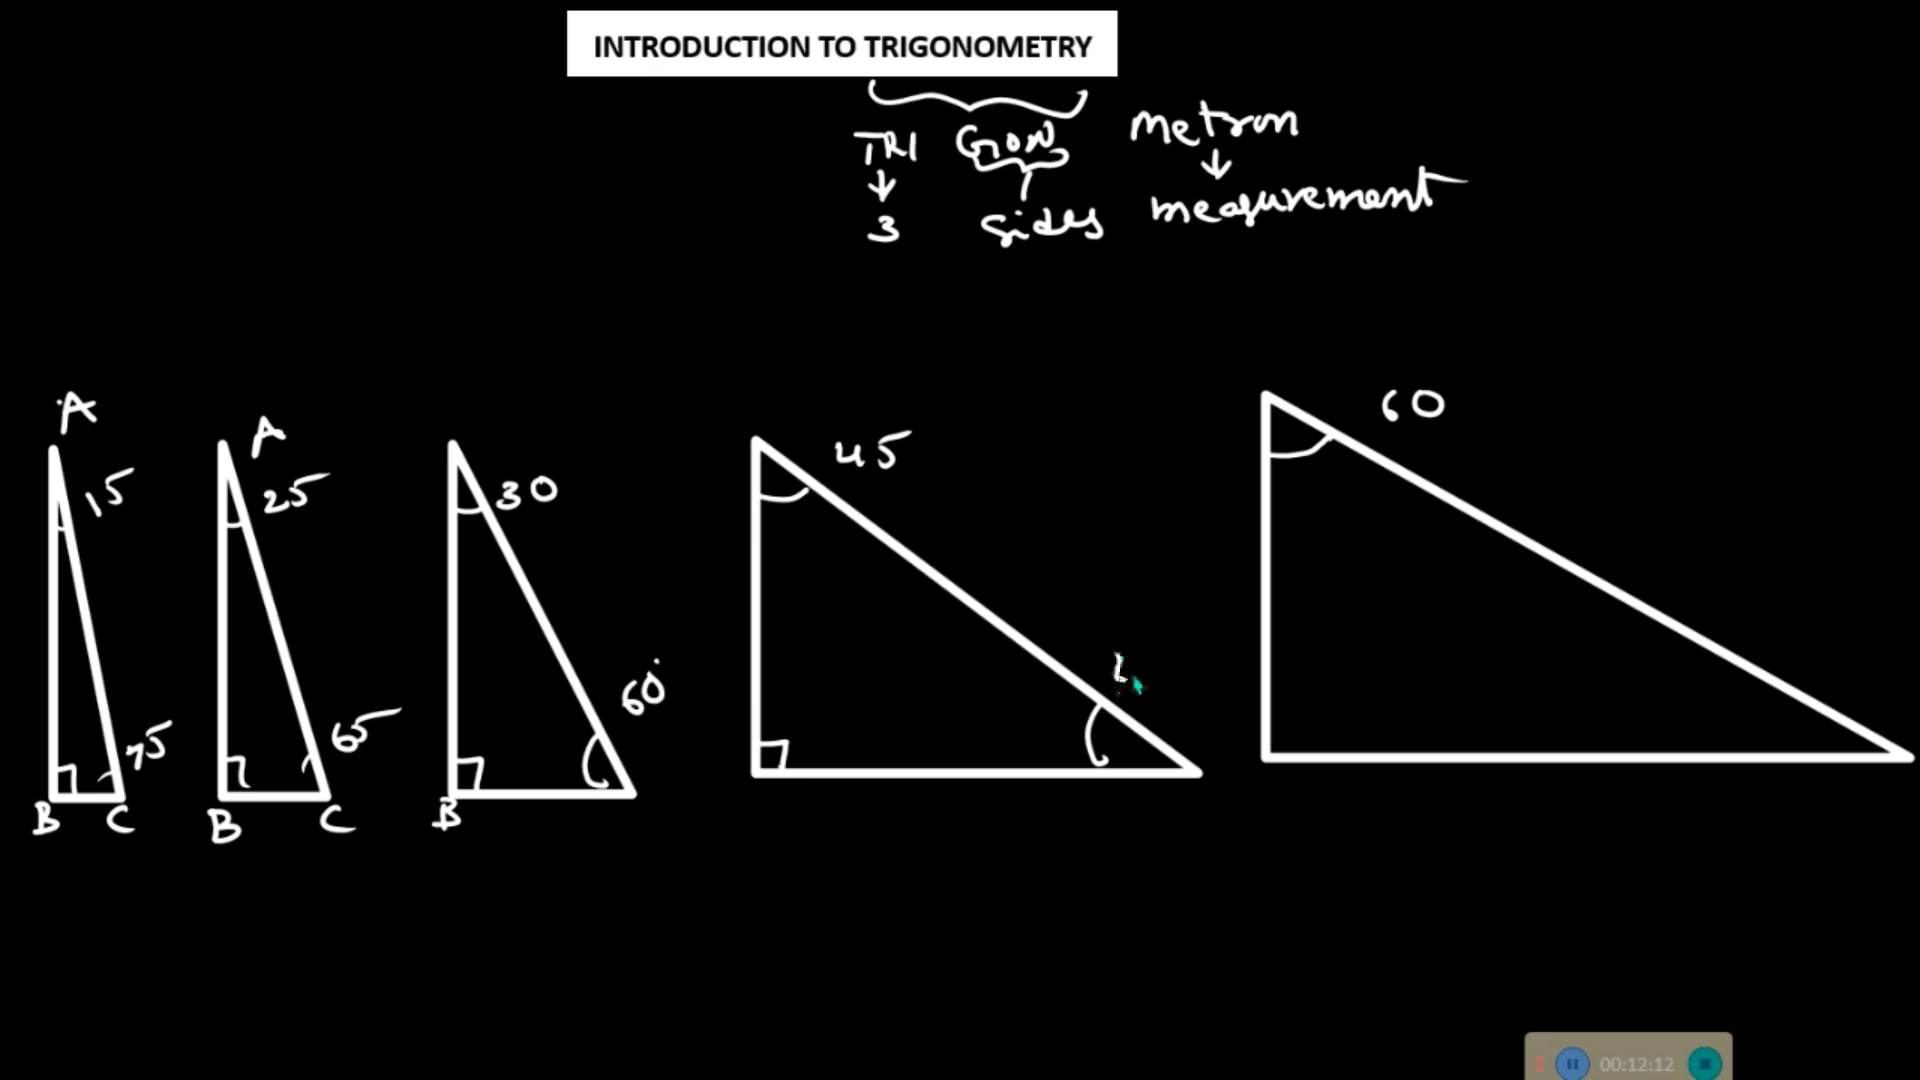 INTRODUCTION TO TRIGONOMETRY
TRI GON Metron
3 sides measurement
A A 60
15 25 30 45
75 65 60°
B C B C B
00:12:12